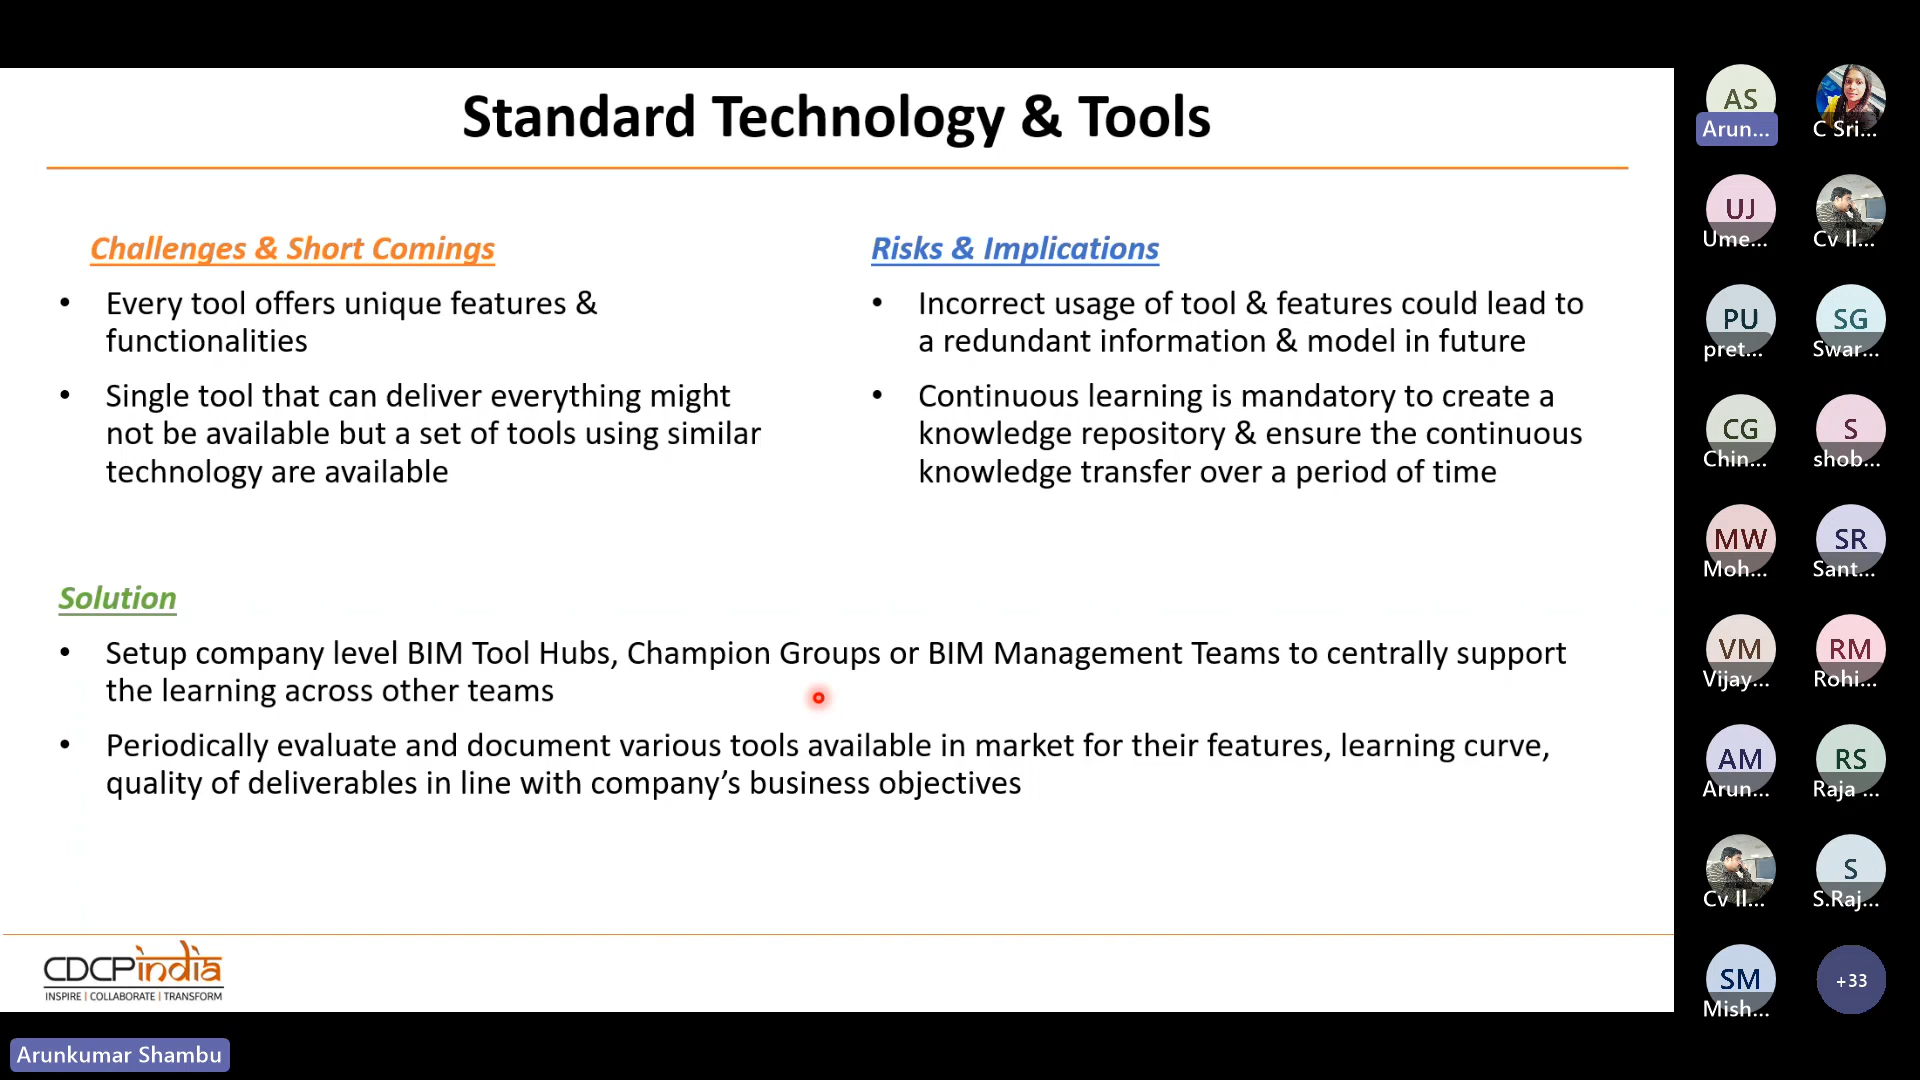 Standard Technology & Tools
Challenges & Short Comings
• Every tool offers unique features &
functionalities
• Single tool that can deliver everything might
not be available but a set of tools using similar
technology are available
Risks & Implications
• Incorrect usage of tool & features could lead to
a redundant information & model in future
• Continuous learning is mandatory to create a
knowledge repository & ensure the continuous
knowledge transfer over a period of time
Solution
• Setup company level BIM Tool Hubs, Champion Groups or BIM Management Teams to centrally support
the learning across other teams
• Periodically evaluate and document various tools available in market for their features, learning curve,
quality of deliverables in line with company’s business objectives
CDCPindia
INSPIRE | COLLABORATE | TRANSFORM
Arunkumar Shambu
AS
Arun...
C Sri...
UJ
Ume...
Cv Il...
PU
pret...
SG
Swar...
CG
Chin...
S
shob...
MW
Moh...
SR
Sant...
VM
Vijay...
RM
Rohi...
AM
Arun...
RS
Raja ...
Cv Il...
S
S.Raj...
SM
Mish...
+33